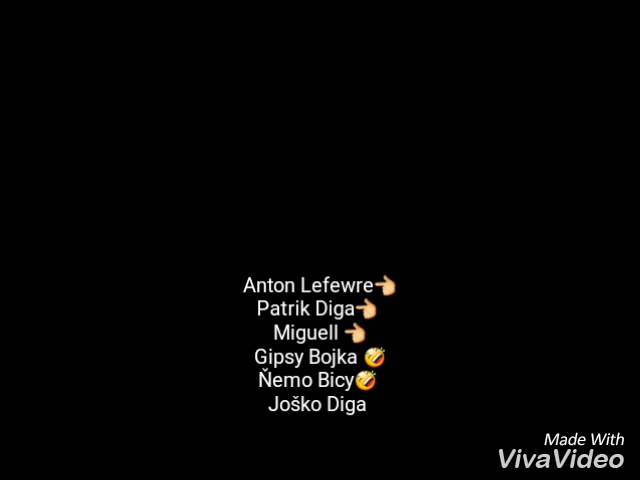 Anton Lefewre👈🏼
Patrik Diga👈🏼
Miguell 👈🏼
Gipsy Bojka 🤣
Ňemo Bicy🤣
Joško Diga
Made With
VivaVideo